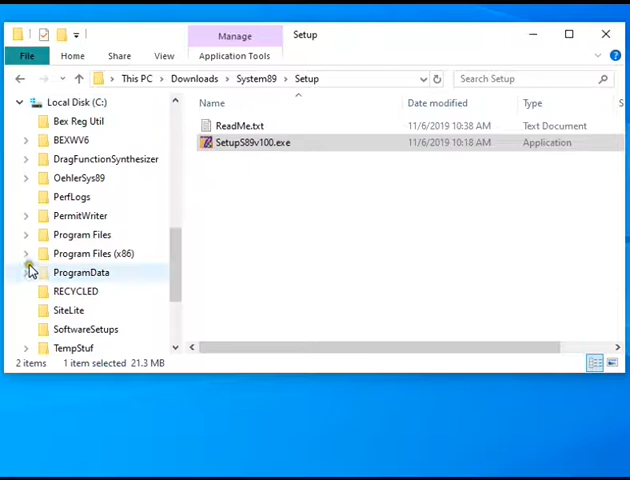 Manage
Setup
File
Home
Share
View
Application Tools
This PC
Downloads
System89
Setup
Search Setup
Local Disk (C:)
Bex Reg Util
BEXWV6
DragFunctionSynthesizer
OehlerSys89
PerfLogs
PermitWriter
Program Files
Program Files (x86)
ProgramData
RECYCLED
SiteLite
SoftwareSetups
TempStuf
Name
Date modified
Type
ReadMe.txt
11/6/2019 10:38 AM
Text Document
SetupS89v100.exe
11/6/2019 10:18 AM
Application
2 items
1 item selected 21.3 MB